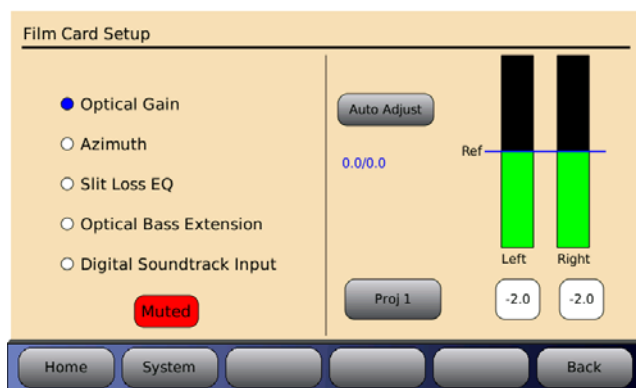 Film Card Setup
Optical Gain
Azimuth
Slit Loss EQ
Optical Bass Extension
Digital Soundtrack Input
Muted
Auto Adjust
0.0/0.0
Ref
Left Right
Proj 1
-2.0 -2.0
Home System Back